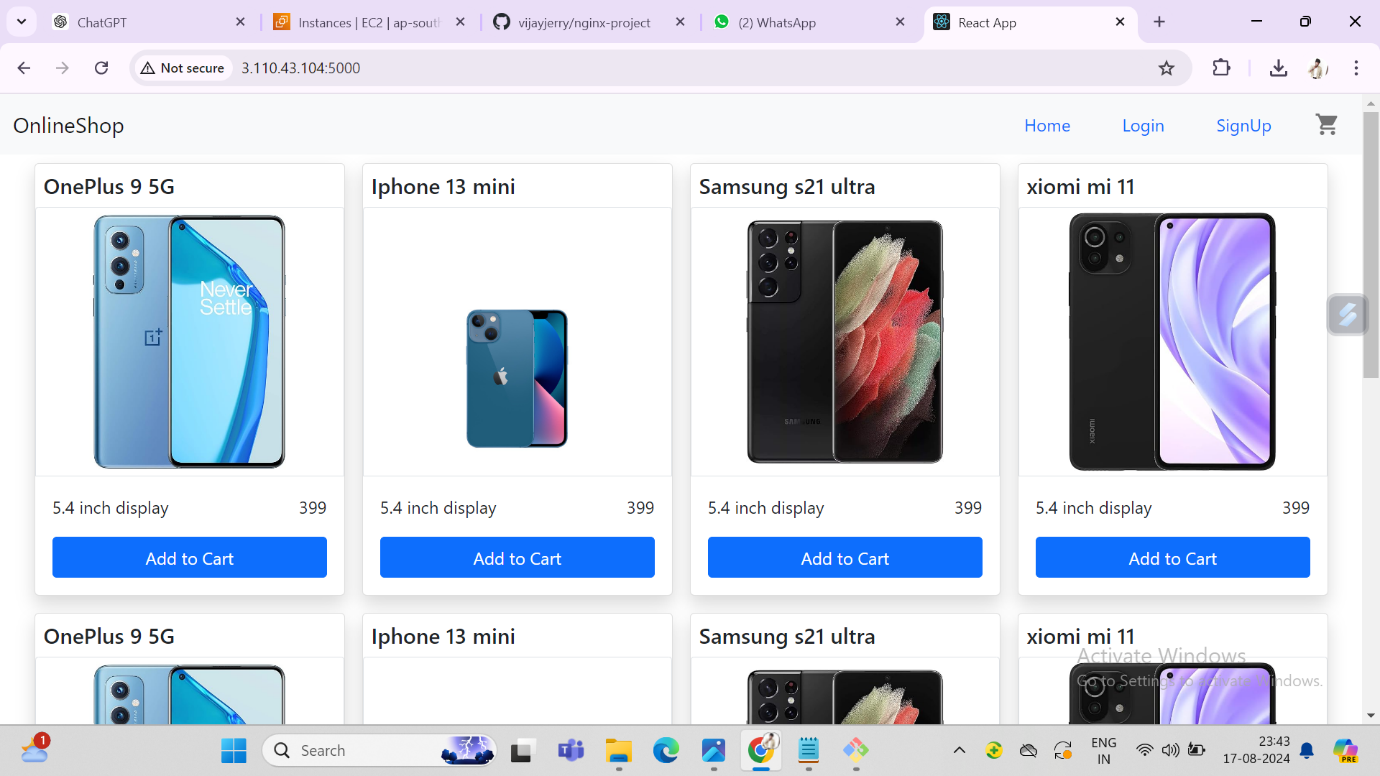 ChatGPT
Instances | EC2 | ap-sout
vijayjerry/nginx-project
(2) WhatsApp
React App
Not secure 3.110.43.104:5000
OnlineShop
Home Login SignUp
OnePlus 9 5G Iphone 13 mini Samsung s21 ultra xiomi mi 11
Never
Settle
SAMSUNG
xiaomi
5.4 inch display 399 5.4 inch display 399 5.4 inch display 399 5.4 inch display 399
Add to Cart Add to Cart Add to Cart Add to Cart
OnePlus 9 5G Iphone 13 mini Samsung s21 ultra xiomi mi 11
Activate Windows
Go to Settings to activate Windows.
1
Search
ENG
IN
23:43
17-08-2024
PRE